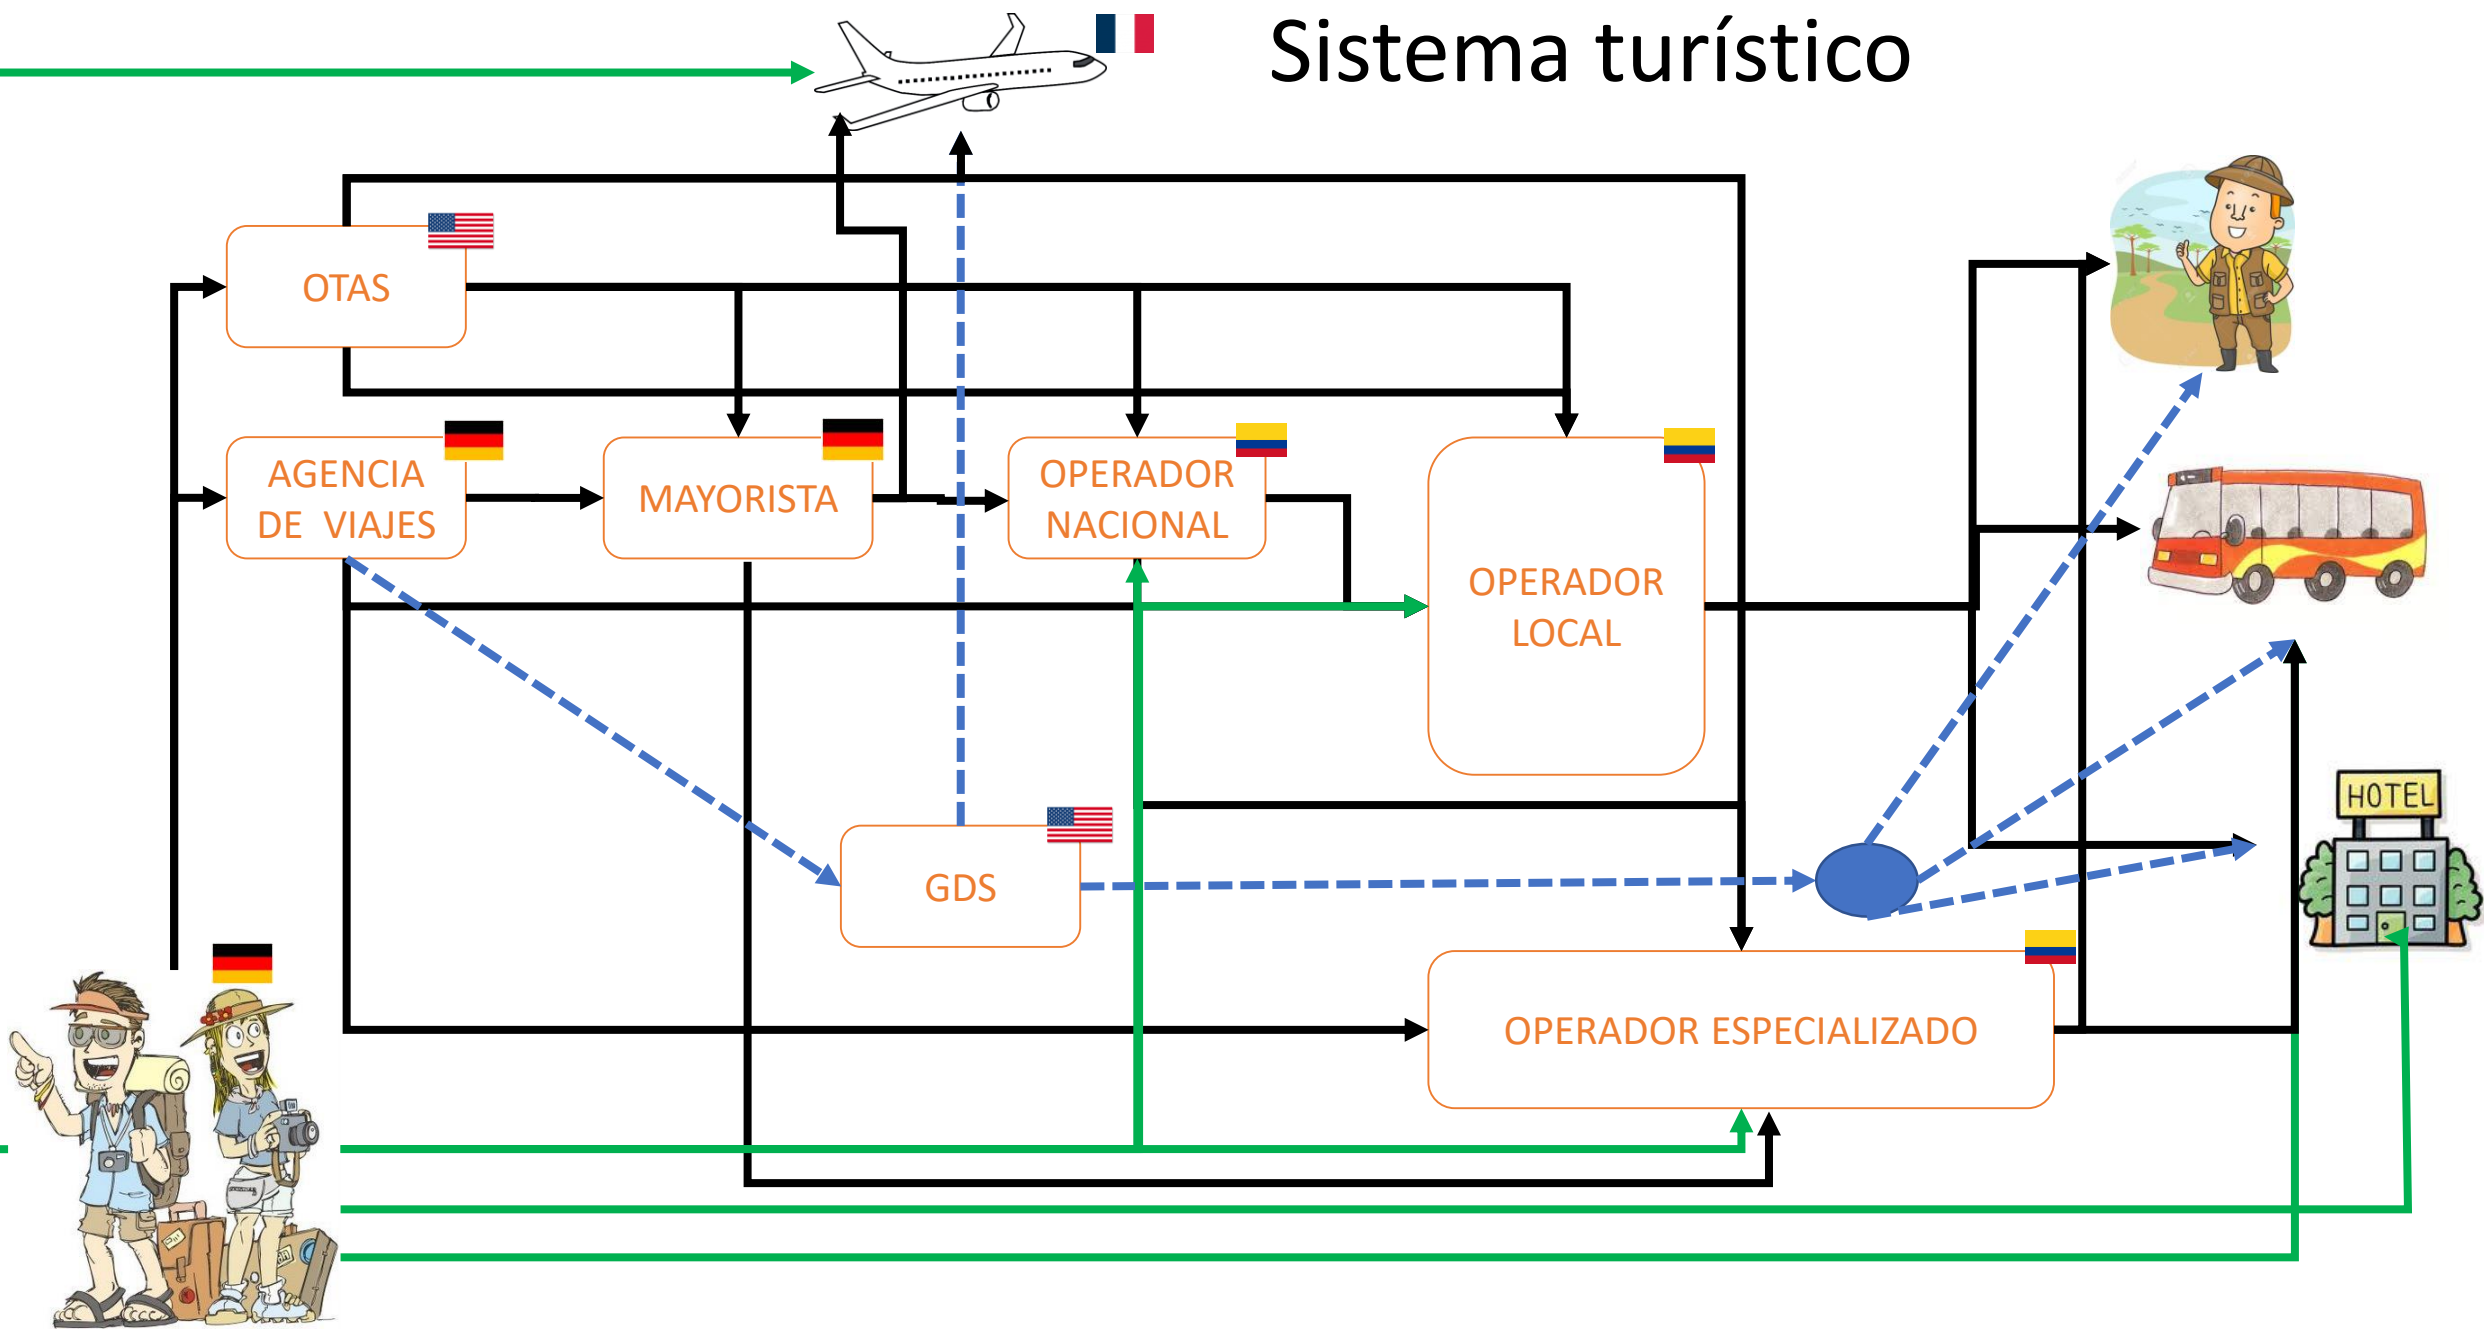 Sistema turístico
OTAS
AGENCIA
DE VIAJES
MAYORISTA
OPERADOR
NACIONAL
OPERADOR
LOCAL
HOTEL
GDS
OPERADOR ESPECIALIZADO